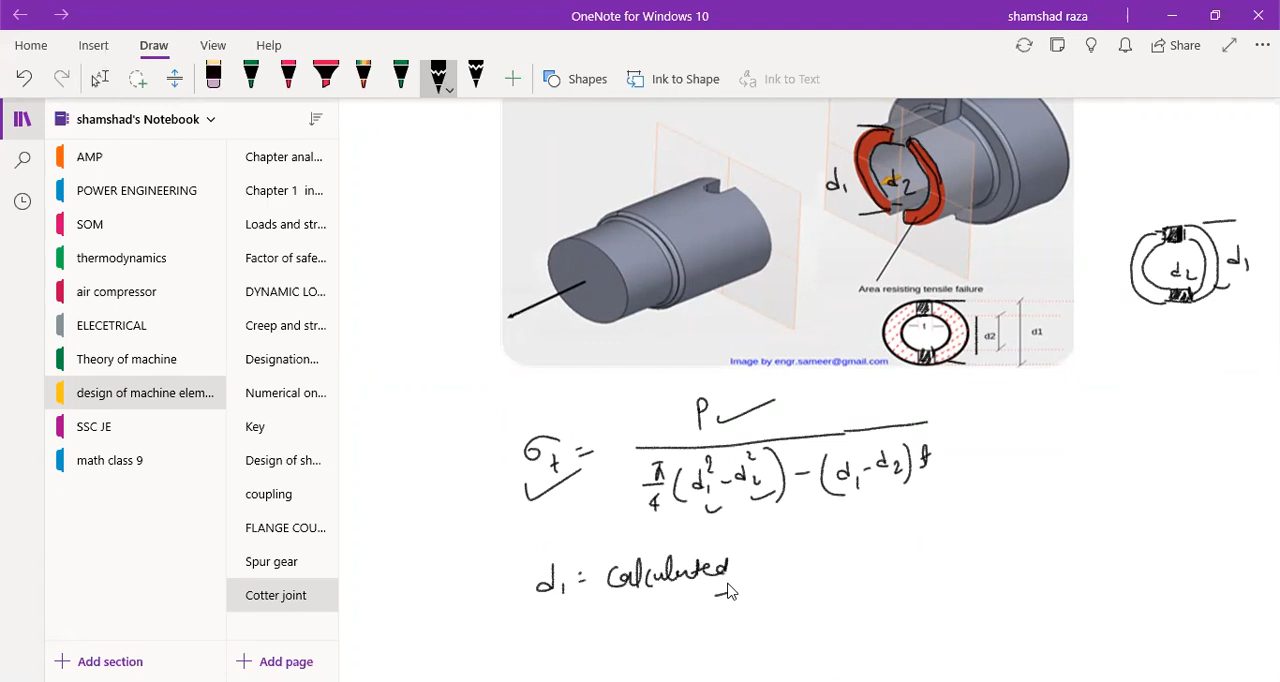 OneNote for Windows 10
shamshad raza
Home
Insert
Draw
View
Help
Share
Shapes
Ink to Shape
Ink to Text
shamshad's Notebook
AMP
POWER ENGINEERING
SOM
thermodynamics
air compressor
ELECETRICAL
Theory of machine
design of machine elem...
SSC JE
math class 9
Add section
Chapter anal...
Chapter 1 in...
Loads and str...
Factor of safe...
DYNAMIC LO...
Creep and str...
Designation...
Numerical on...
Key
Design of sh...
coupling
FLANGE COU...
Spur gear
Cotter joint
Add page
d₁
d₂
Area resisting tensile failure
t
d2
d1
Image by engr.sameer@gmail.com
d₂
d₁
P
σt =
π/4 (d₁² - d₂²) - (d₁ - d₂) t
d₁ = Calculated